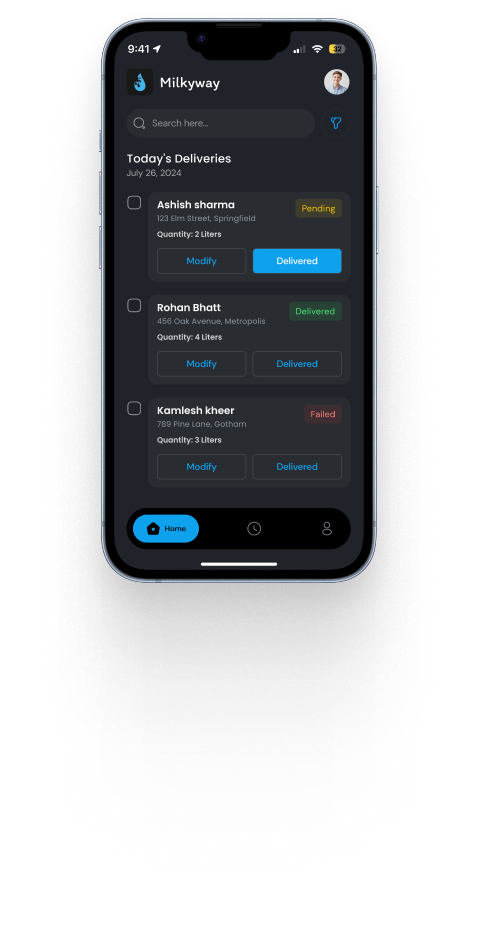 9:41
32
Milkyway
Search here...
Today's Deliveries
July 26, 2024
Ashish sharma
Pending
123 Elm Street, Springfield
Quantity: 2 Liters
Modify
Delivered
Rohan Bhatt
Delivered
456 Oak Avenue, Metropolis
Quantity: 4 Liters
Modify
Delivered
Kamlesh kheer
Failed
789 Pine Lane, Gotham
Quantity: 3 Liters
Modify
Delivered
Home